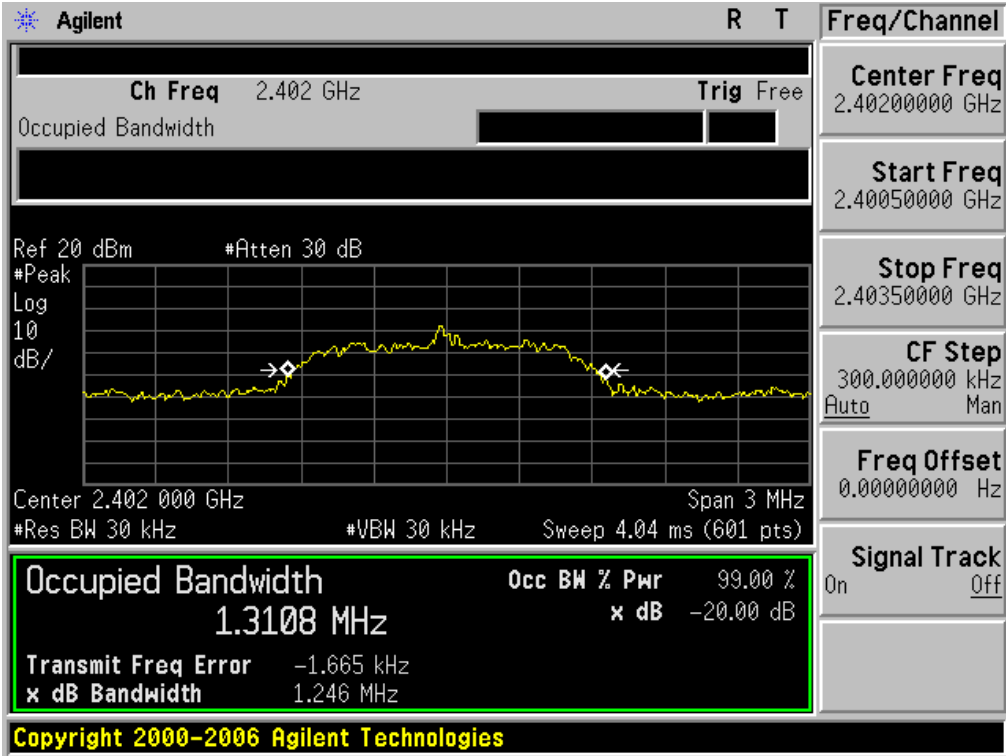 Agilent R T Freq/Channel
Ch Freq 2.402 GHz Trig Free
Occupied Bandwidth
Center Freq
2.40200000 GHz
Start Freq
2.40050000 GHz
Stop Freq
2.40350000 GHz
CF Step
300.000000 kHz
Auto Man
Freq Offset
0.00000000 Hz
Signal Track
On Off
Ref 20 dBm #Atten 30 dB
#Peak
Log
10
dB/
Center 2.402 000 GHz Span 3 MHz
#Res BW 30 kHz #VBW 30 kHz Sweep 4.04 ms (601 pts)
Occupied Bandwidth
1.3108 MHz
Occ BW % Pwr 99.00 %
x dB -20.00 dB
Transmit Freq Error -1.665 kHz
x dB Bandwidth 1.246 MHz
Copyright 2000-2006 Agilent Technologies